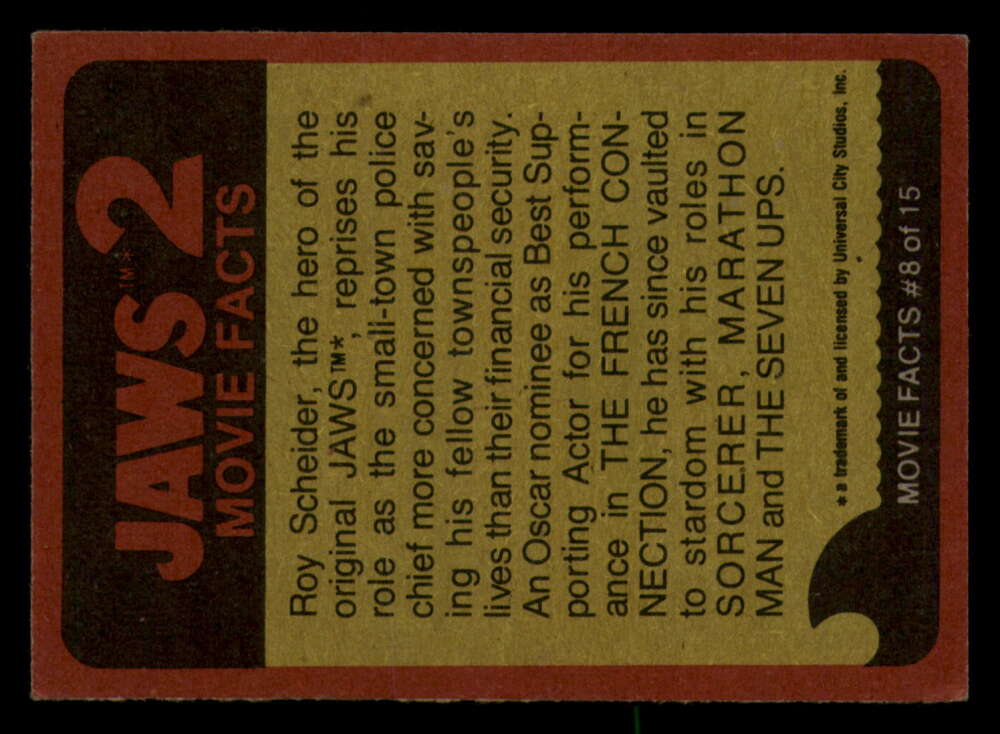 JAWS™* 2
MOVIE FACTS
Roy Scheider, the hero of the
original JAWS™*, reprises his
role as the small-town police
chief more concerned with sav-
ing his fellow townspeople's
lives than their financial security.
An Oscar nominee as Best Sup-
porting Actor for his perform-
ance in THE FRENCH CON-
NECTION, he has since vaulted
to stardom with his roles in
SORCERER, MARATHON
MAN and THE SEVEN UPS.
* a trademark of and licensed by Universal City Studios, Inc.
MOVIE FACTS #8 of 15